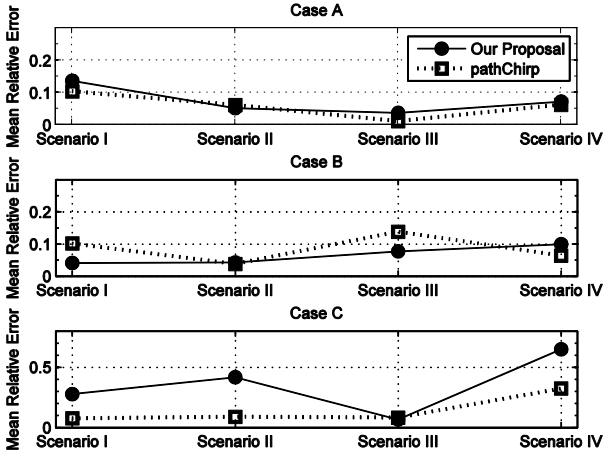 Case A
Mean Relative Error
0.2
0.1
0
Our Proposal
pathChirp
Scenario I
Scenario II
Scenario III
Scenario IV
Case B
Mean Relative Error
0.2
0.1
0
Scenario I
Scenario II
Scenario III
Scenario IV
Case C
Mean Relative Error
0.5
0
Scenario I
Scenario II
Scenario III
Scenario IV